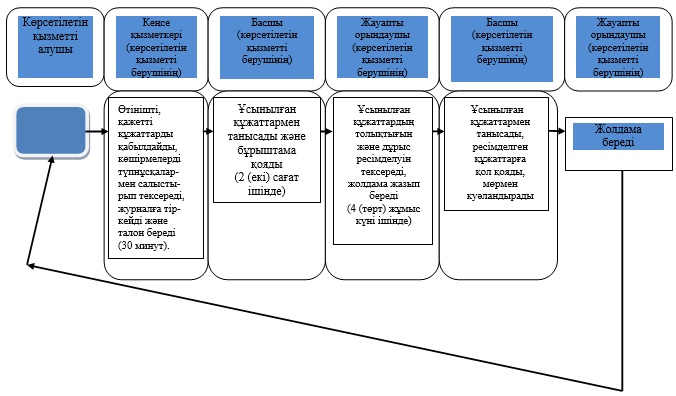 Көрсетілетін
қызметті
алушы
Кеңсе
қызметкері
(көрсетілетін
қызметті
берушінің)
Басшы
(көрсетілетін
қызметті
берушінің)
Жауапты
орындаушы
(көрсетілетін
қызметті
берушінің)
Басшы
(көрсетілетін
қызметті
берушінің)
Жауапты
орындаушы
(көрсетілетін
қызметті
берушінің)
Өтінішті,
қажетті
құжаттарды
қабылдайды,
көшірмелерді
түпнұсқалар-
мен салысты-
рып тексереді,
журналға тір-
кейді және
талон береді
(30 минут).
Ұсынылған
құжаттармен
танысады және
бұрыштама
қояды
(2 (екі) сағат
ішінде)
Ұсынылған
құжаттардың
толықтығын
және дұрыс
ресімделуін
тексереді,
жолдама жазып
береді
(4 (төрт) жұмыс
күні ішінде)
Ұсынылған
құжаттармен
танысады,
ресімделген
құжаттарға
қол қояды,
мөрмен
куәландырады
Жолдама
береді